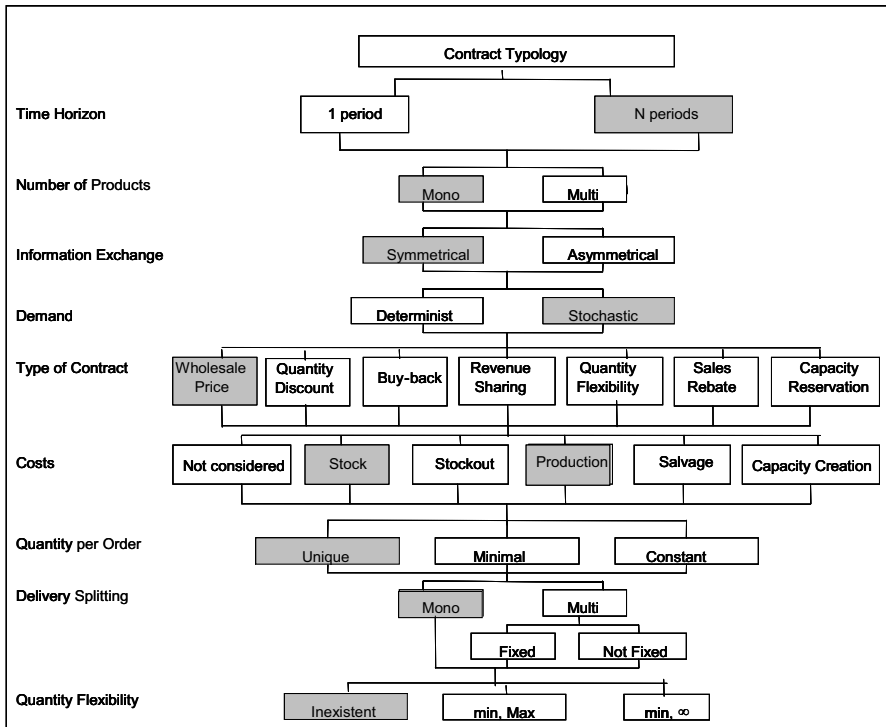 Contract Typology
Time Horizon
1 period
N periods
Number of Products
Mono
Multi
Information Exchange
Symmetrical
Asymmetrical
Demand
Determinist
Stochastic
Type of Contract
Wholesale
Price
Quantity
Discount
Buy-back
Revenue
Sharing
Quantity
Flexibility
Sales
Rebate
Capacity
Reservation
Costs
Not considered
Stock
Stockout
Production
Salvage
Capacity Creation
Quantity per Order
Unique
Minimal
Constant
Delivery Splitting
Mono
Multi
Fixed
Not Fixed
Quantity Flexibility
Inexistent
min, Max
min, ∞